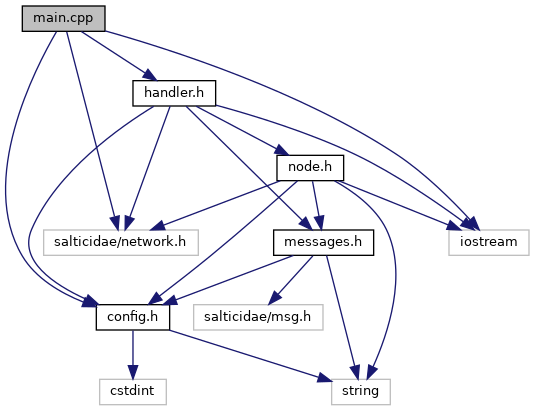 main.cpp
handler.h
node.h
salticidae/network.h
messages.h
iostream
config.h
salticidae/msg.h
cstdint
string